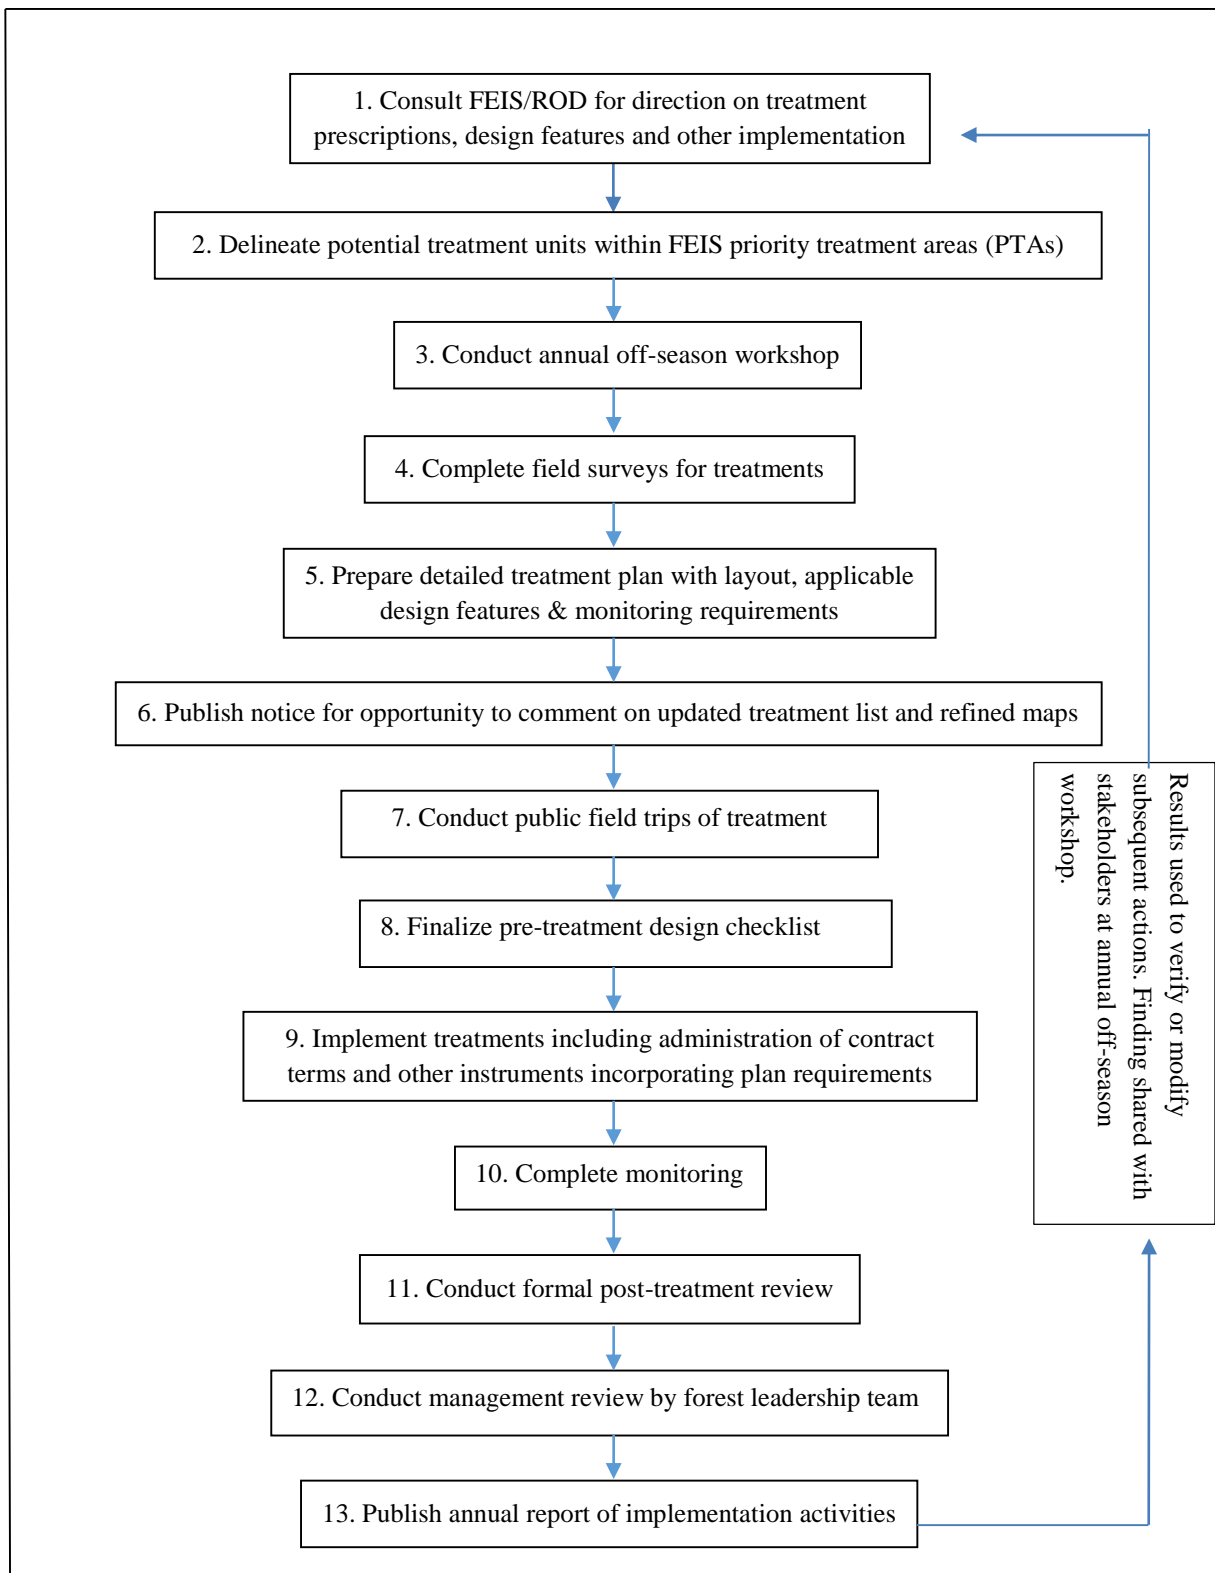 1. Consult FEIS/ROD for direction on treatment
prescriptions, design features and other implementation
2. Delineate potential treatment units within FEIS priority treatment areas (PTAs)
3. Conduct annual off-season workshop
4. Complete field surveys for treatments
5. Prepare detailed treatment plan with layout, applicable
design features & monitoring requirements
6. Publish notice for opportunity to comment on updated treatment list and refined maps
7. Conduct public field trips of treatment
8. Finalize pre-treatment design checklist
9. Implement treatments including administration of contract
terms and other instruments incorporating plan requirements
10. Complete monitoring
11. Conduct formal post-treatment review
12. Conduct management review by forest leadership team
13. Publish annual report of implementation activities
Results used to verify or modify
subsequent actions. Finding shared with
stakeholders at annual off-season
workshop.